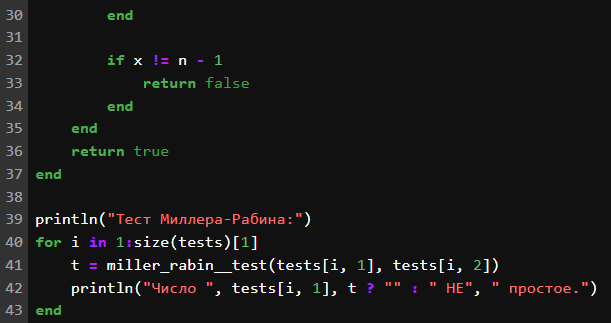 30         end
31
32         if x != n - 1
33             return false
34         end
35     end
36     return true
37 end
38
39 println("Тест Миллера-Рабина:")
40 for i in 1:size(tests)[1]
41     t = miller_rabin__test(tests[i, 1], tests[i, 2])
42     println("Число ", tests[i, 1], t ? "" : " НЕ", " простое.")
43 end